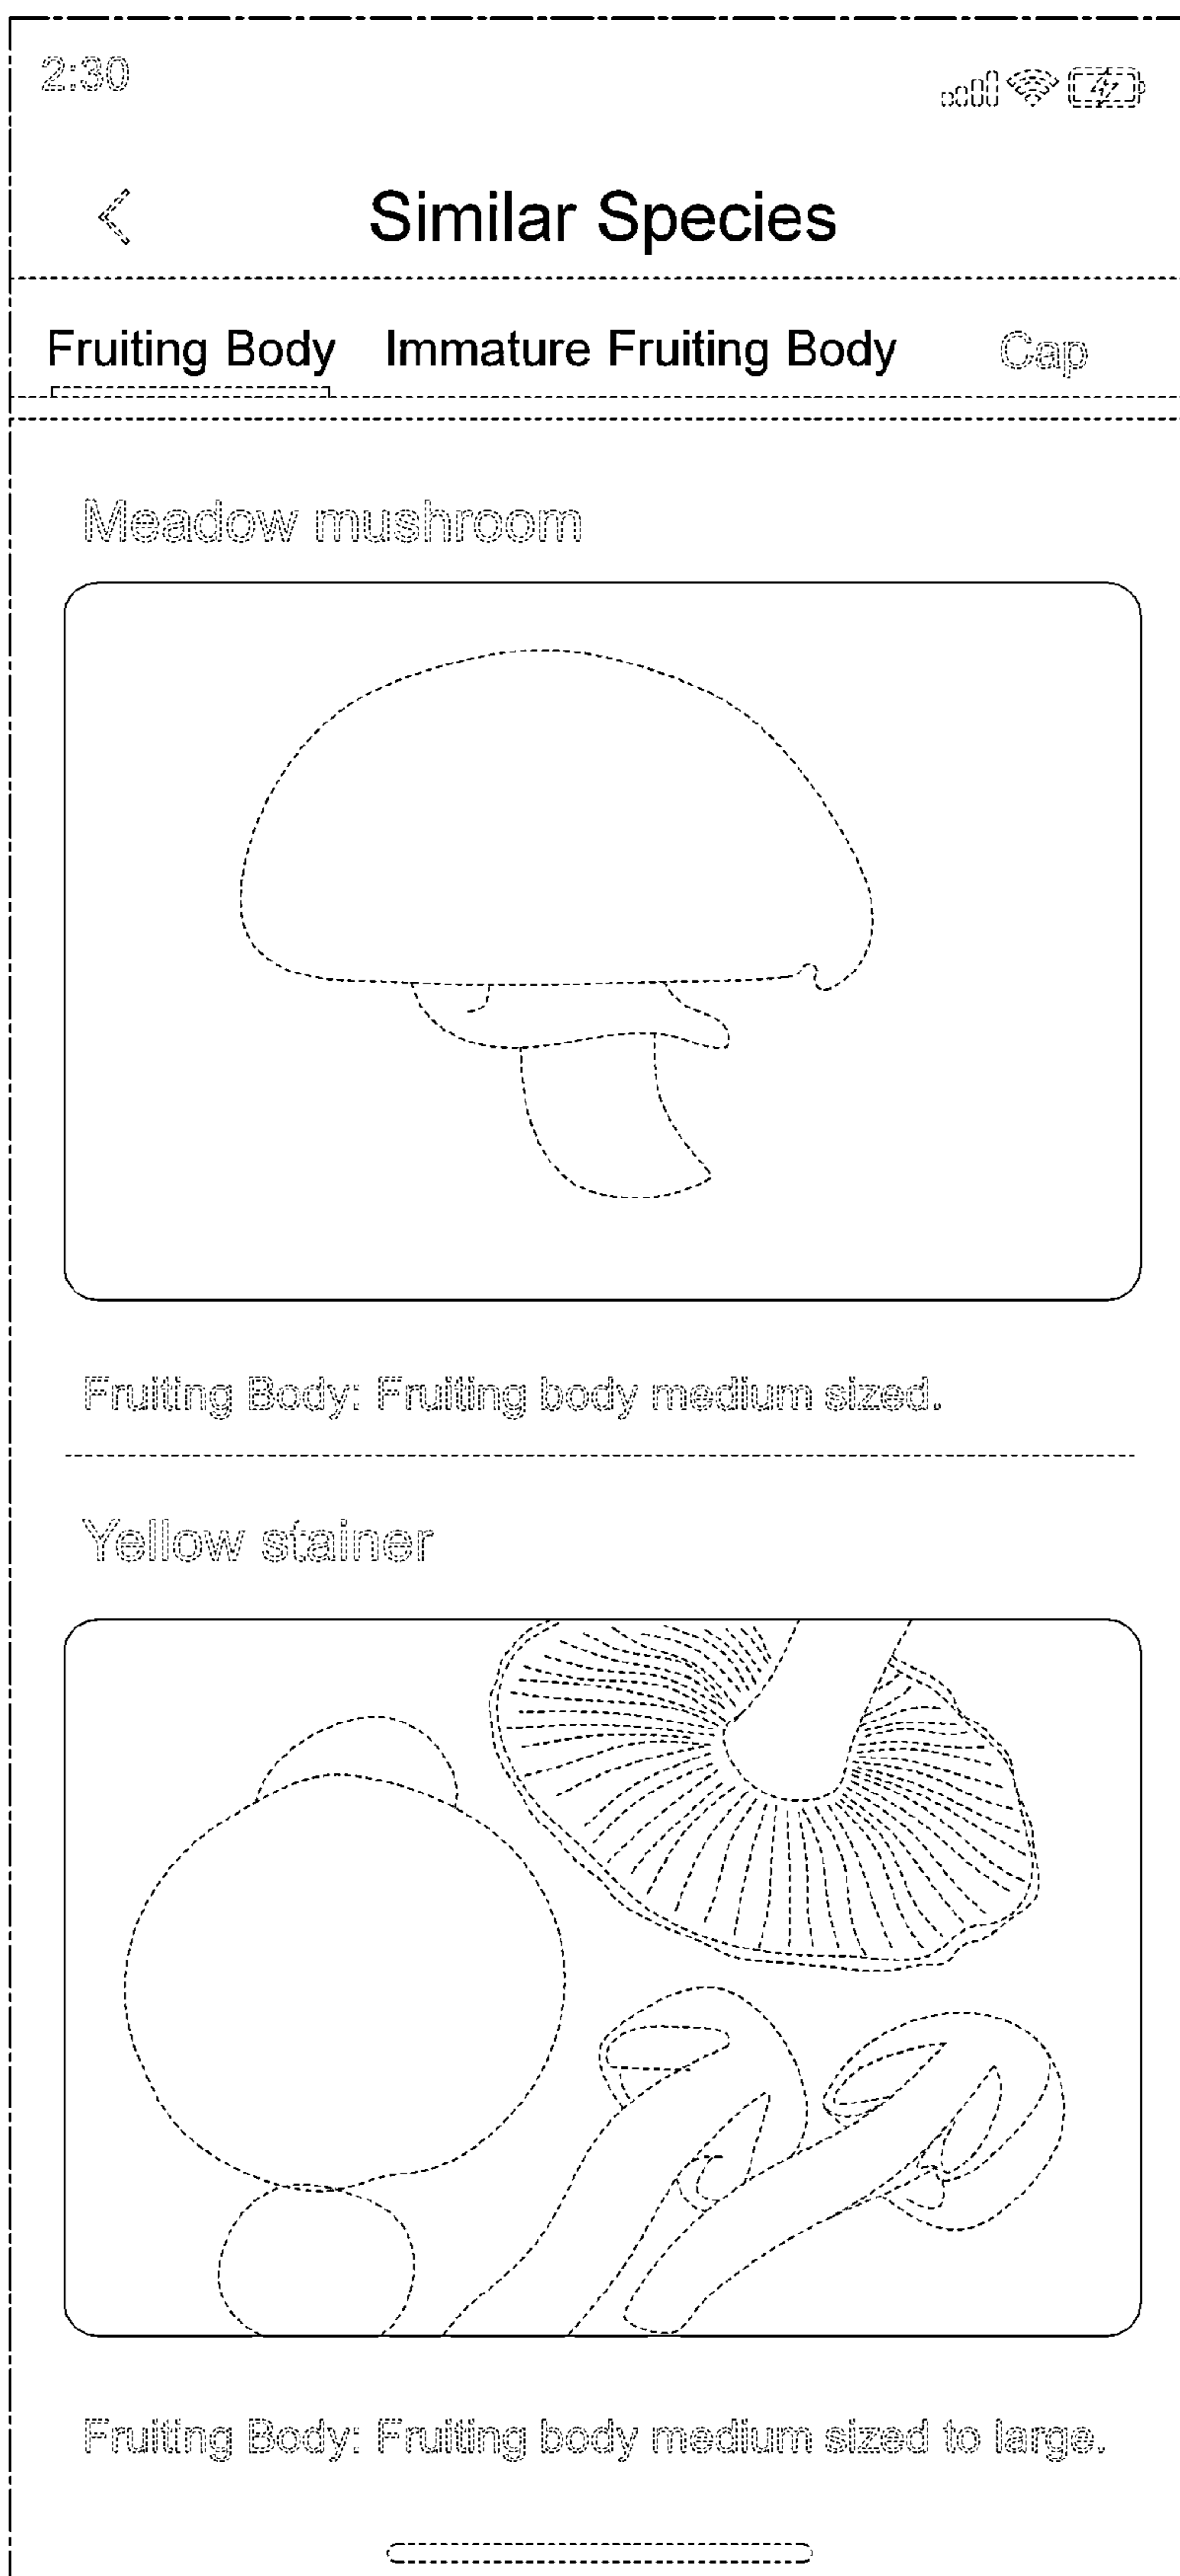 2:30
Similar Species
Fruiting Body Immature Fruiting Body Cap
Meadow mushroom
Fruiting Body: Fruiting body medium sized.
Yellow stainer
Fruiting Body: Fruiting body medium sized to large.